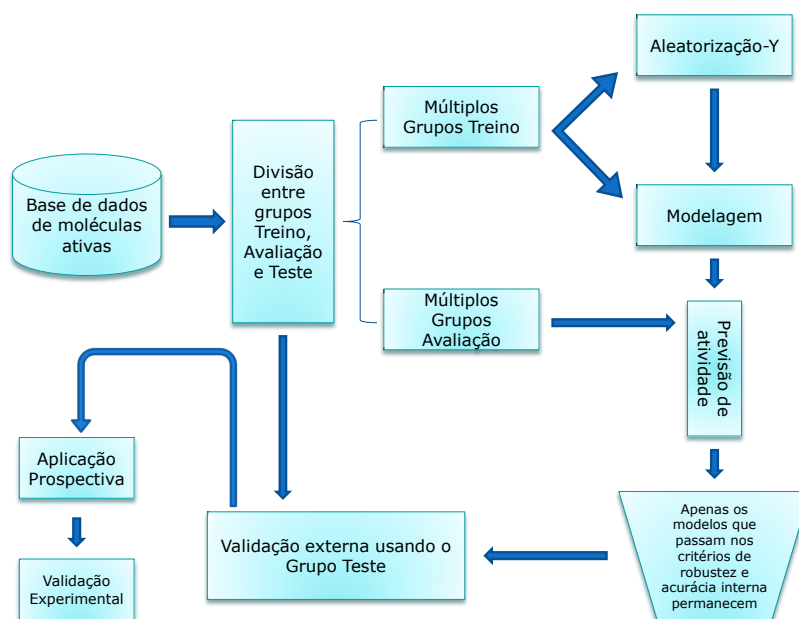 Aleatorização-Y
Múltiplos
Grupos Treino
Divisão
entre
grupos
Treino,
Avaliação
e Teste
Base de dados
de moléculas
ativas
Modelagem
Múltiplos
Grupos
Avaliação
Previsão de
atividade
Aplicação
Prospectiva
Validação externa usando o
Grupo Teste
Apenas os
modelos que
passam nos
critérios de
robustez e
acurácia interna
permanecem
Validação
Experimental